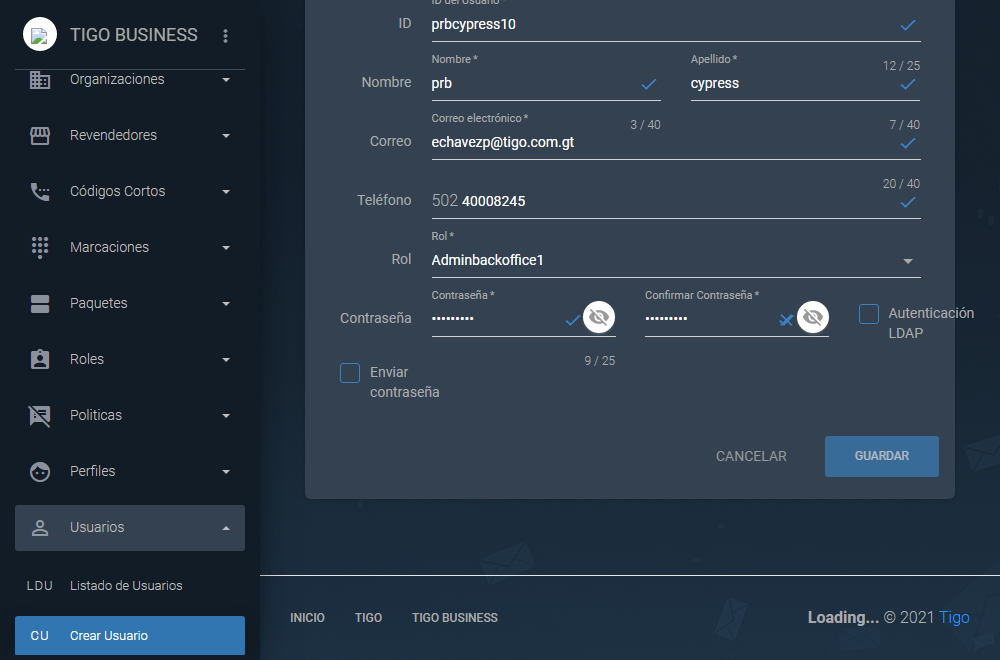 TIGO BUSINESS
Organizaciones
Revendedores
Códigos Cortos
Marcaciones
Paquetes
Roles
Politicas
Perfiles
Usuarios
LDU Listado de Usuarios
CU Crear Usuario
ID del Usuario *
ID prbcypress10
12 / 25
Nombre * Apellido *
Nombre prb cypress
3 / 40 7 / 40
Correo electrónico *
Correo echavezp@tigo.com.gt
20 / 40
Teléfono 502 40008245
Rol *
Rol Adminbackoffice1
Contraseña * Confirmar Contraseña *
Contraseña ••••••••• •••••••••
Autenticación
LDAP
9 / 25
Enviar
contraseña
CANCELAR GUARDAR
INICIO TIGO TIGO BUSINESS Loading... © 2021 Tigo